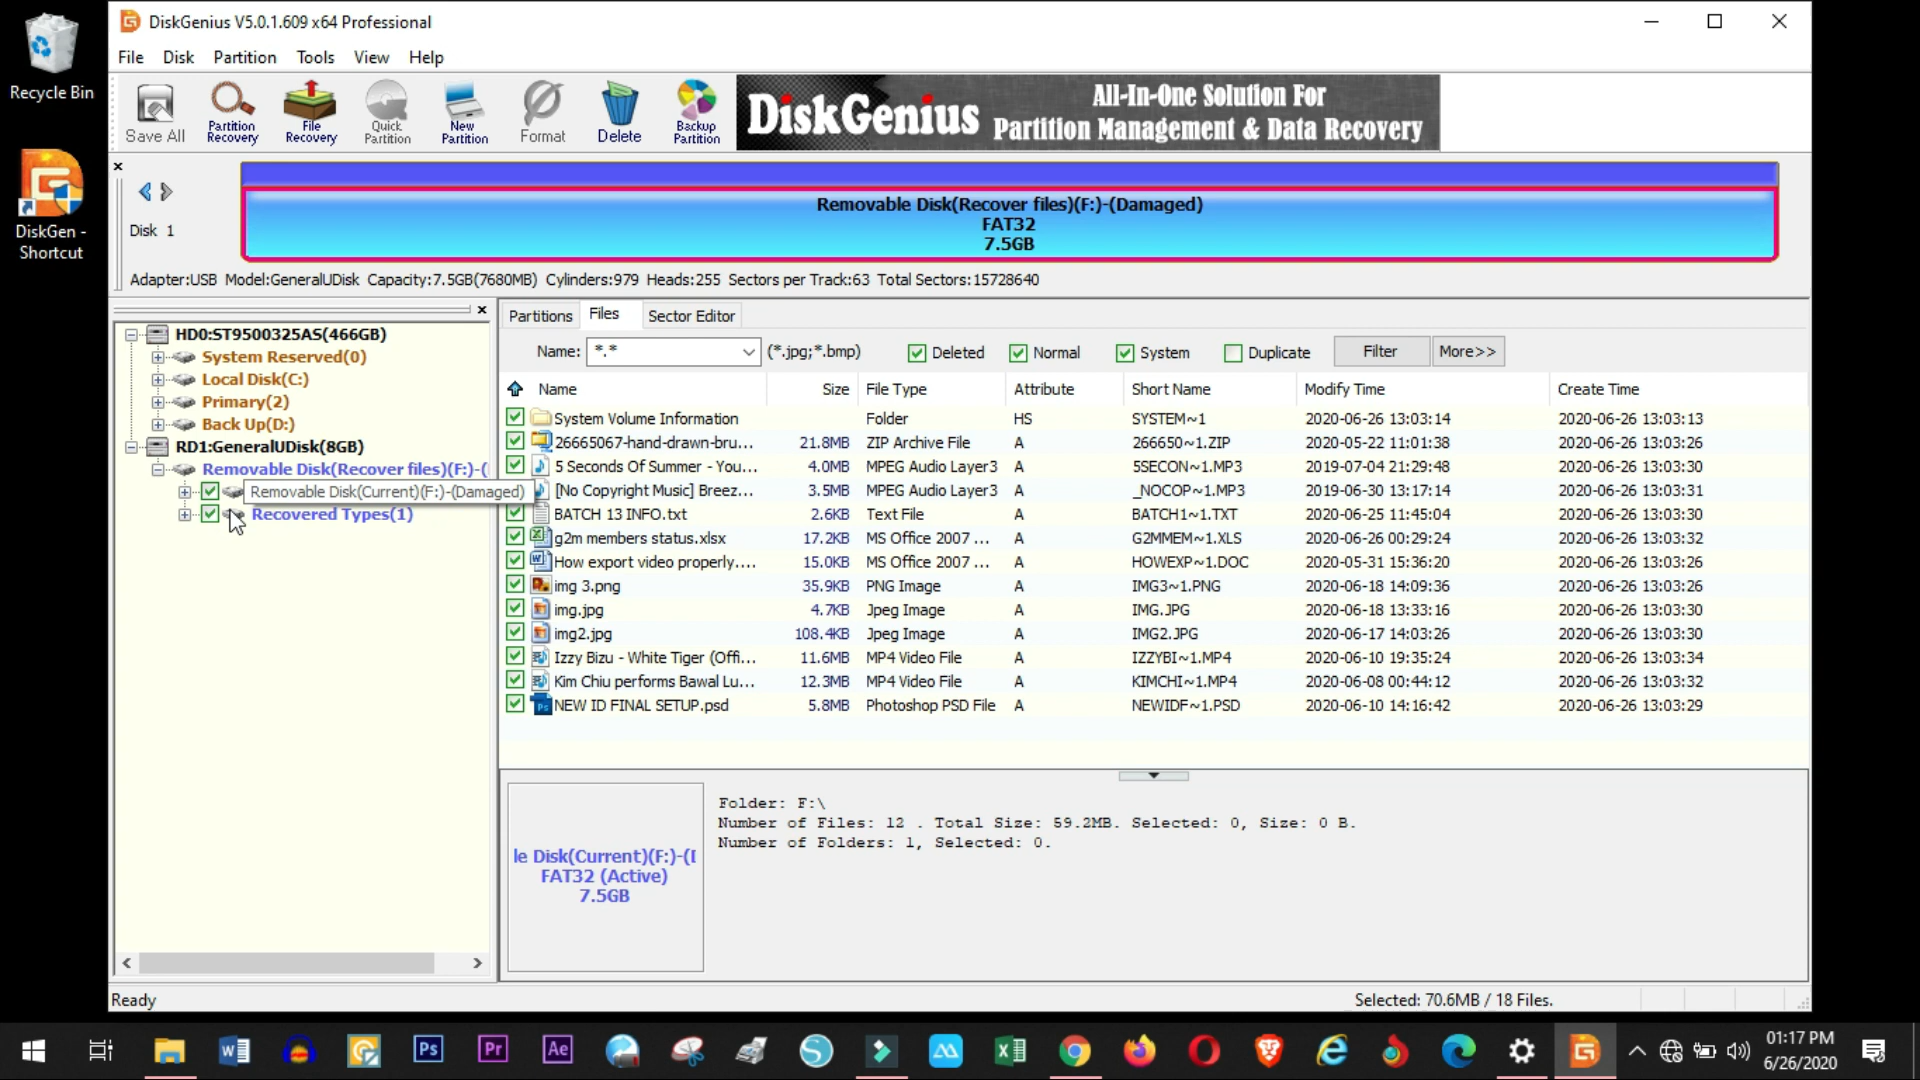 Recycle Bin
DiskGen -
Shortcut
DiskGenius V5.0.1.609 x64 Professional
File Disk Partition Tools View Help
Save All
Partition
Recovery
File
Recovery
Quick
Partition
New
Partition
Format
Delete
Backup
Partition
DiskGenius
All-In-One Solution For
Partition Management & Data Recovery
Disk 1
Removable Disk(Recover files)(F:)-(Damaged)
FAT32
7.5GB
Adapter:USB Model:GeneralUDisk Capacity:7.5GB(7680MB) Cylinders:979 Heads:255 Sectors per Track:63 Total Sectors:15728640
HD0:ST9500325AS(466GB)
System Reserved(0)
Local Disk(C:)
Primary(2)
Back Up(D:)
RD1:GeneralUDisk(8GB)
Removable Disk(Recover files)(F:)-(
Removable Disk(Current)(F:)-(Damaged)
Recovered Types(1)
Partitions Files Sector Editor
Name: *.* (*.jpg;*.bmp) Deleted Normal System Duplicate Filter More>>
Name Size File Type Attribute Short Name Modify Time Create Time
System Volume Information Folder HS SYSTEM~1 2020-06-26 13:03:14 2020-06-26 13:03:13
26665067-hand-drawn-bru... 21.8MB ZIP Archive File A 266650~1.ZIP 2020-05-22 11:01:38 2020-06-26 13:03:26
5 Seconds Of Summer - You... 4.0MB MPEG Audio Layer3 A 5SECON~1.MP3 2019-07-04 21:29:48 2020-06-26 13:03:30
[No Copyright Music] Breez... 3.5MB MPEG Audio Layer3 A _NOCOP~1.MP3 2019-06-30 13:17:14 2020-06-26 13:03:31
BATCH 13 INFO.txt 2.6KB Text File A BATCH1~1.TXT 2020-06-25 11:45:04 2020-06-26 13:03:30
g2m members status.xlsx 17.2KB MS Office 2007 ... A G2MMEM~1.XLS 2020-06-26 00:29:24 2020-06-26 13:03:32
How export video properly.... 15.0KB MS Office 2007 ... A HOWEXP~1.DOC 2020-05-31 15:36:20 2020-06-26 13:03:26
img 3.png 35.9KB PNG Image A IMG3~1.PNG 2020-06-18 14:09:36 2020-06-26 13:03:26
img.jpg 4.7KB Jpeg Image A IMG.JPG 2020-06-18 13:33:16 2020-06-26 13:03:30
img2.jpg 108.4KB Jpeg Image A IMG2.JPG 2020-06-17 14:03:26 2020-06-26 13:03:30
Izzy Bizu - White Tiger (Offi... 11.6MB MP4 Video File A IZZYBI~1.MP4 2020-06-10 19:35:24 2020-06-26 13:03:34
Kim Chiu performs Bawal Lu... 12.3MB MP4 Video File A KIMCHI~1.MP4 2020-06-08 00:44:12 2020-06-26 13:03:32
NEW ID FINAL SETUP.psd 5.8MB Photoshop PSD File A NEWIDF~1.PSD 2020-06-10 14:16:42 2020-06-26 13:03:29
le Disk(Current)(F:)-(D
FAT32 (Active)
7.5GB
Folder: F:\
Number of Files: 12 . Total Size: 59.2MB. Selected: 0, Size: 0 B.
Number of Folders: 1, Selected: 0.
Ready
Selected: 70.6MB / 18 Files.
Ps Pr Ae
01:17 PM
6/26/2020